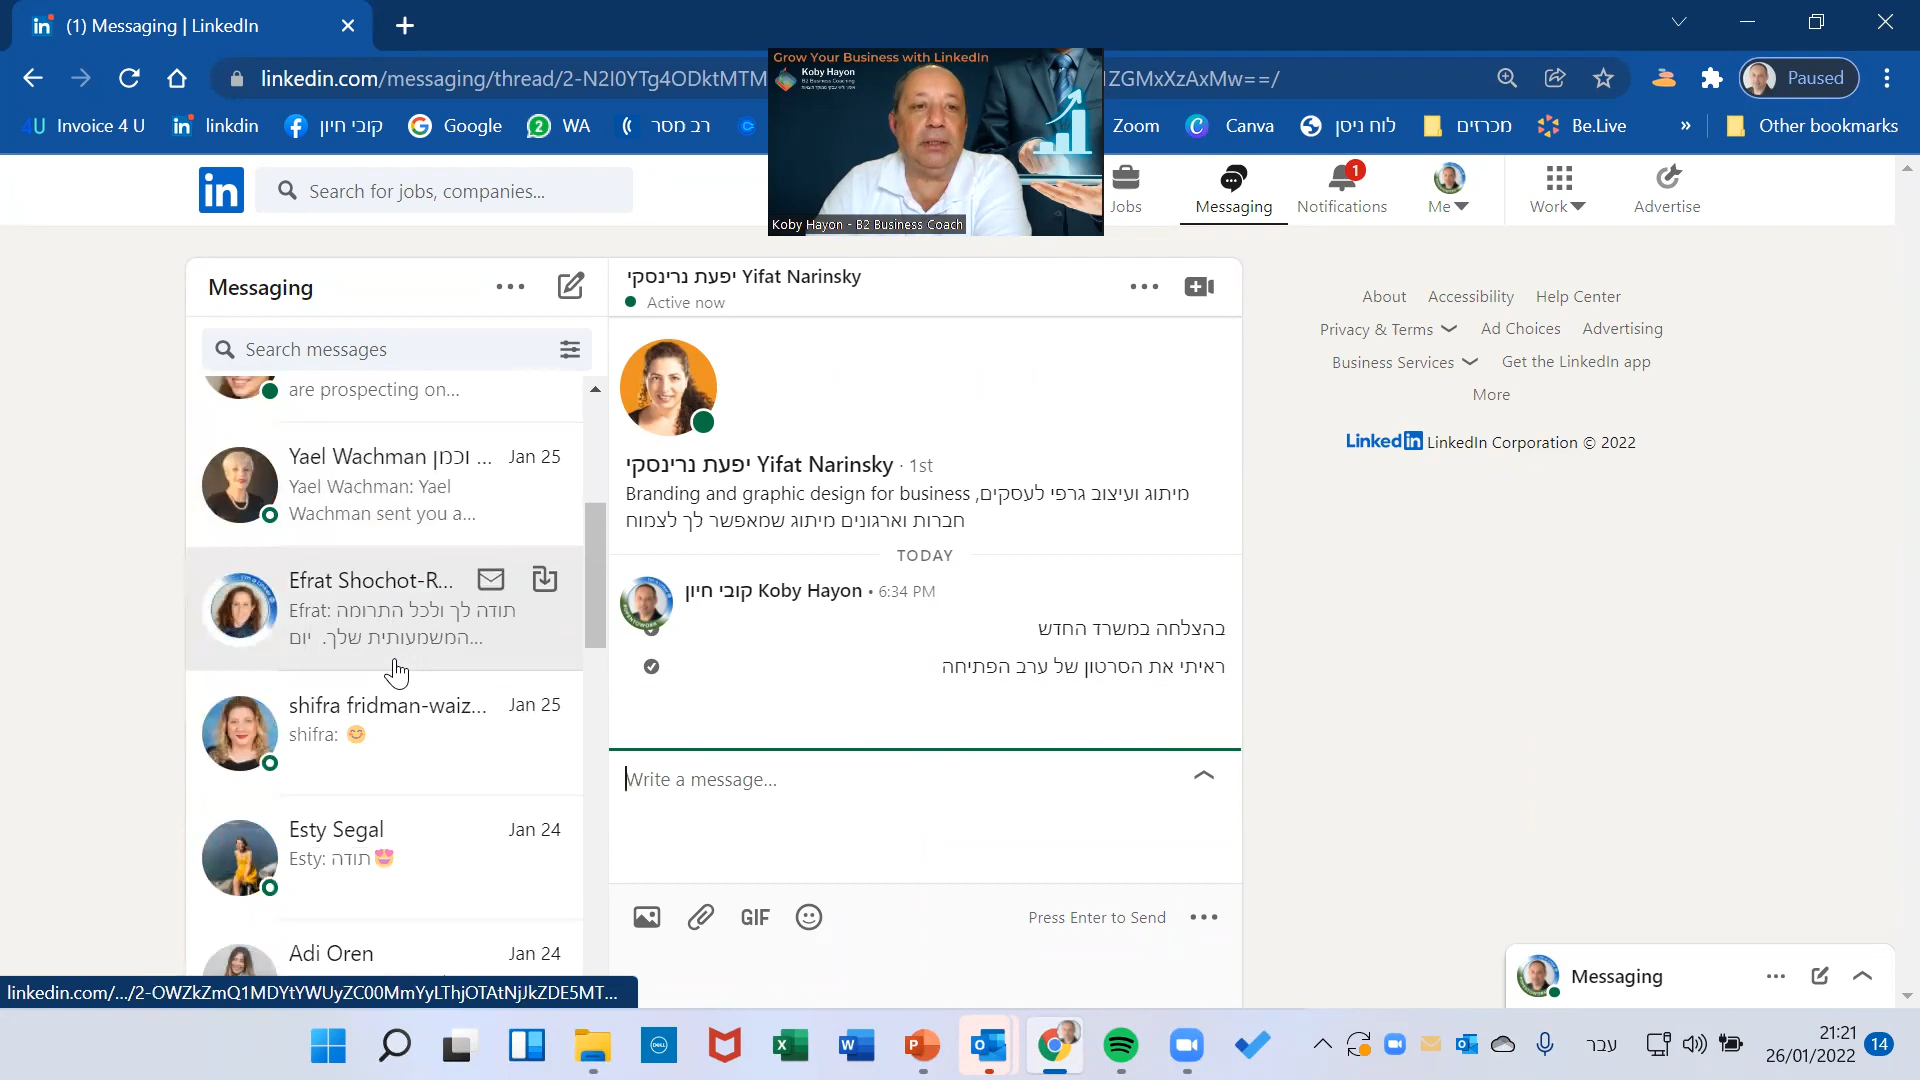 (1) Messaging | LinkedIn
linkedin.com/messaging/thread/2-N2I0YTg4ODktMTM
1ZGMxXzAxMw==/
Paused
4U Invoice 4 U
in linkdin
קובי חיון
Google
2 WA
רב מסר
Zoom
Canva
לוח ניסן
מכרזים
Be.Live
»
Other bookmarks
Grow Your Business with LinkedIn
Koby Hayon
B2 Business Coaching
Koby Hayon - B2 Business Coach
in
Search for jobs, companies...
Jobs
Messaging
1
Notifications
Me
Work
Advertise
Messaging
Search messages
are prospecting on...
Yael Wachman וכמן ... Jan 25
Yael Wachman: Yael
Wachman sent you a...
Efrat Shochot-R...
Efrat: תודה לך ולכל התרומה
המשמעותית שלך. יום...
shifra fridman-waiz... Jan 25
shifra: 😊
Esty Segal Jan 24
Esty: תודה😍
Adi Oren Jan 24
linkedin.com/.../2-OWZkZmQ1MDYtYWUyZC00MmYyLThjOTAtNjJkZDE5MT...
יפעת נרינסקי Yifat Narinsky
Active now
יפעת נרינסקי Yifat Narinsky · 1st
Branding and graphic design for business ,מיתוג ועיצוב גרפי לעסקים
חברות וארגונים מיתוג שמאפשר לך לצמוח
TODAY
קובי חיון Koby Hayon • 6:34 PM
בהצלחה במשרד החדש
ראיתי את הסרטון של ערב הפתיחה
Write a message...
GIF
Press Enter to Send
About Accessibility Help Center
Privacy & Terms Ad Choices Advertising
Business Services Get the LinkedIn app
More
Linked in LinkedIn Corporation © 2022
Messaging
DELL
X
W
P
O
עבר
21:21
26/01/2022
14